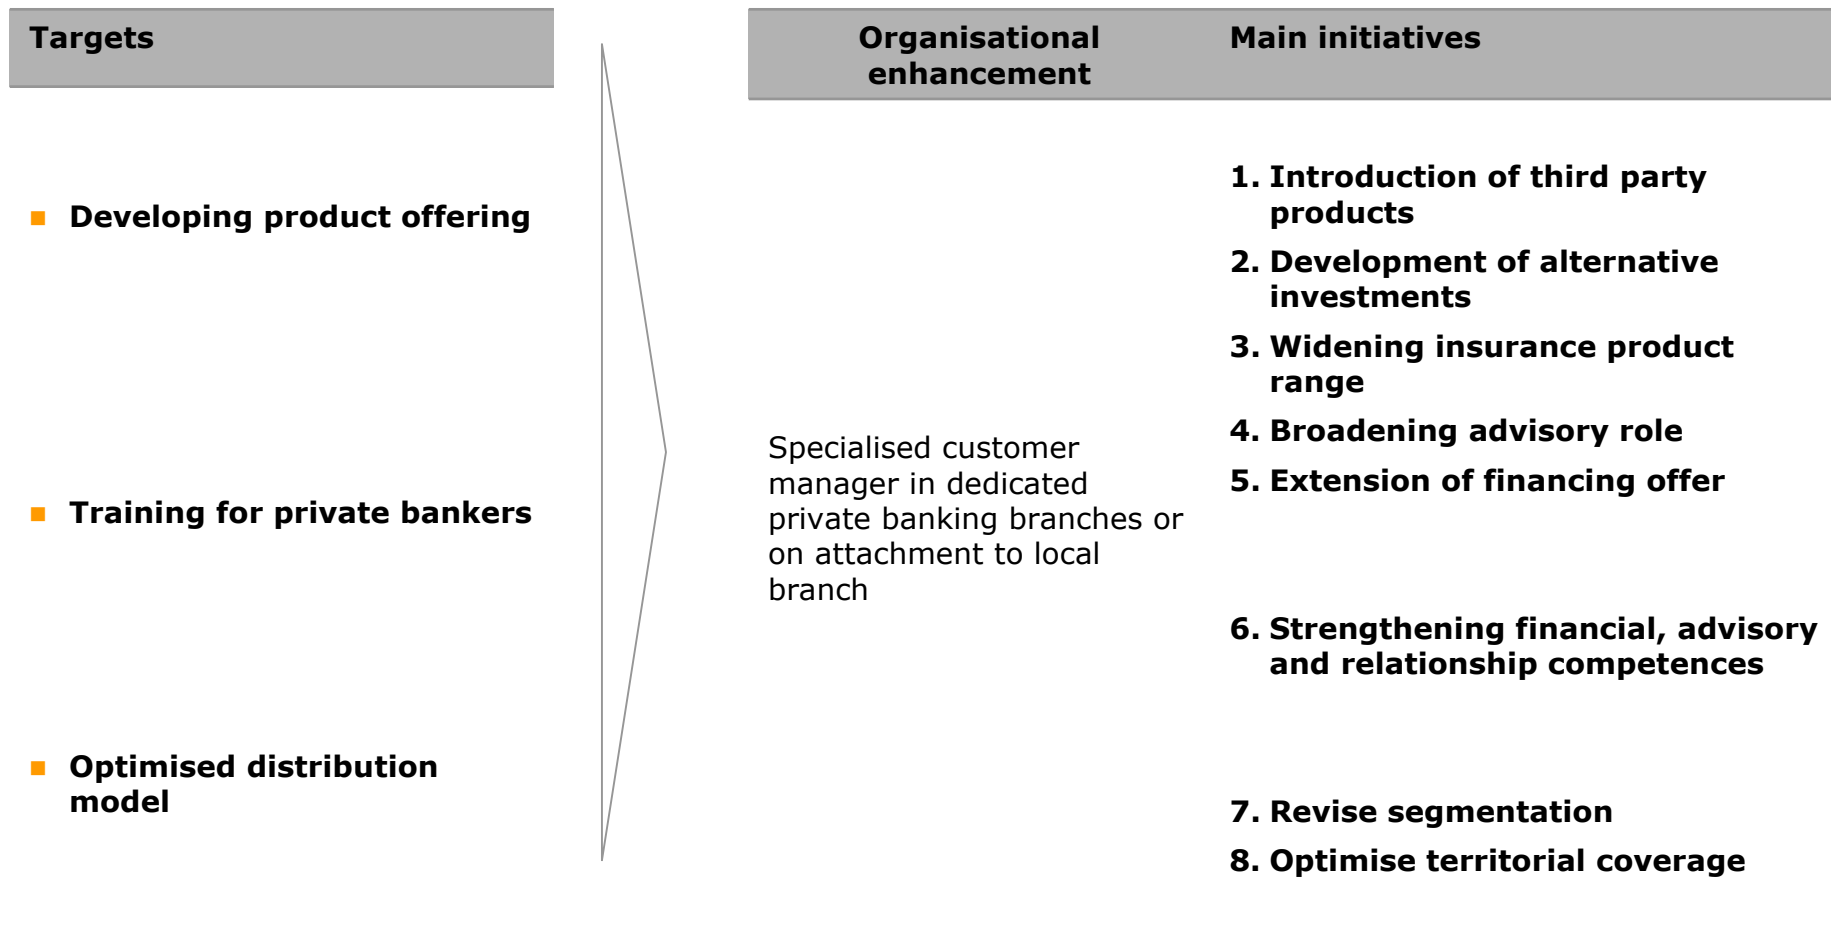 Targets
Developing product offering
Training for private bankers
Optimised distribution
model
Organisational
enhancement
Specialised customer
manager in dedicated
private banking branches or
on attachment to local
branch
Main initiatives
1. Introduction of third party
products
2. Development of alternative
investments
3. Widening insurance product
range
4. Broadening advisory role
5. Extension of financing offer
6. Strengthening financial, advisory
and relationship competences
7. Revise segmentation
8. Optimise territorial coverage